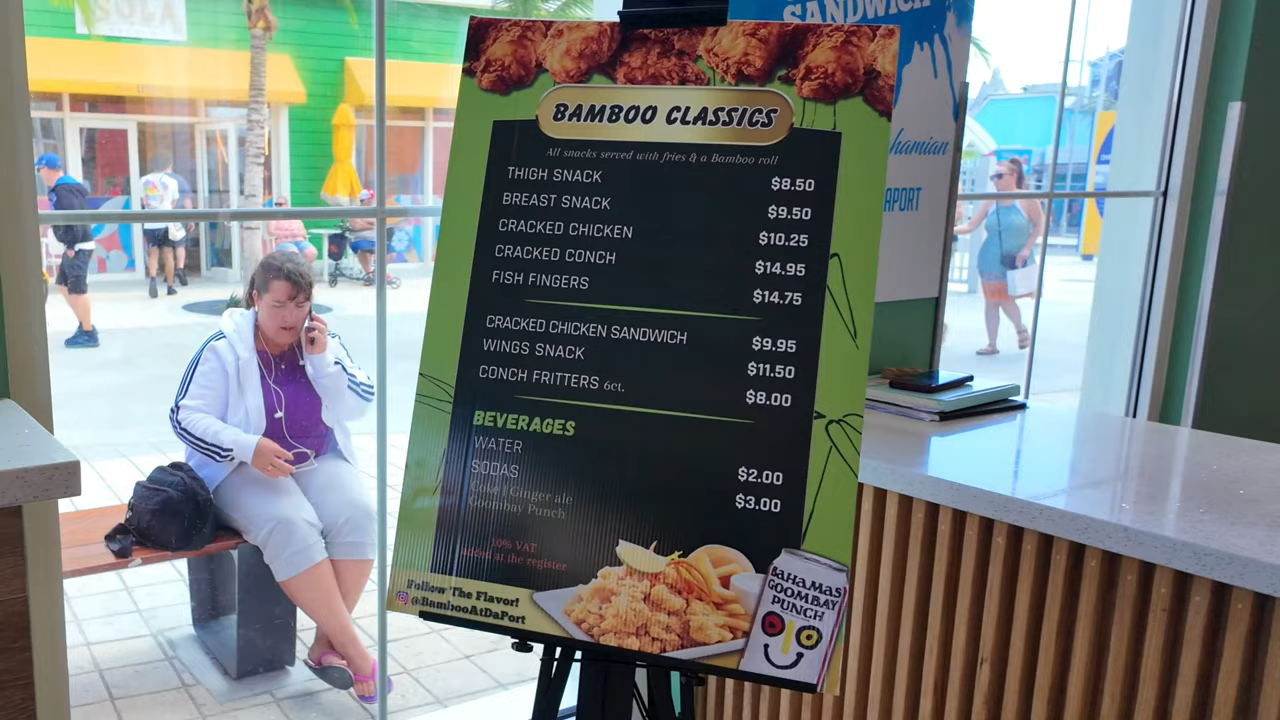 SOLA
SANDWICH
BAMBOO CLASSICS
All snacks served with fries & a Bamboo roll
THIGH SNACK $8.50
BREAST SNACK $9.50
CRACKED CHICKEN $10.25
CRACKED CONCH $14.95
FISH FINGERS $14.75
CRACKED CHICKEN SANDWICH $9.95
WINGS SNACK $11.50
CONCH FRITTERS 6ct. $8.00
BEVERAGES
WATER $2.00
SODAS $3.00
Coke | Ginger ale
Goombay Punch
10% VAT
added at the register
Follow The Flavor!
@BambooAtDaPort
BAHAMAS
GOOMBAY
PUNCH
hamian
APORT